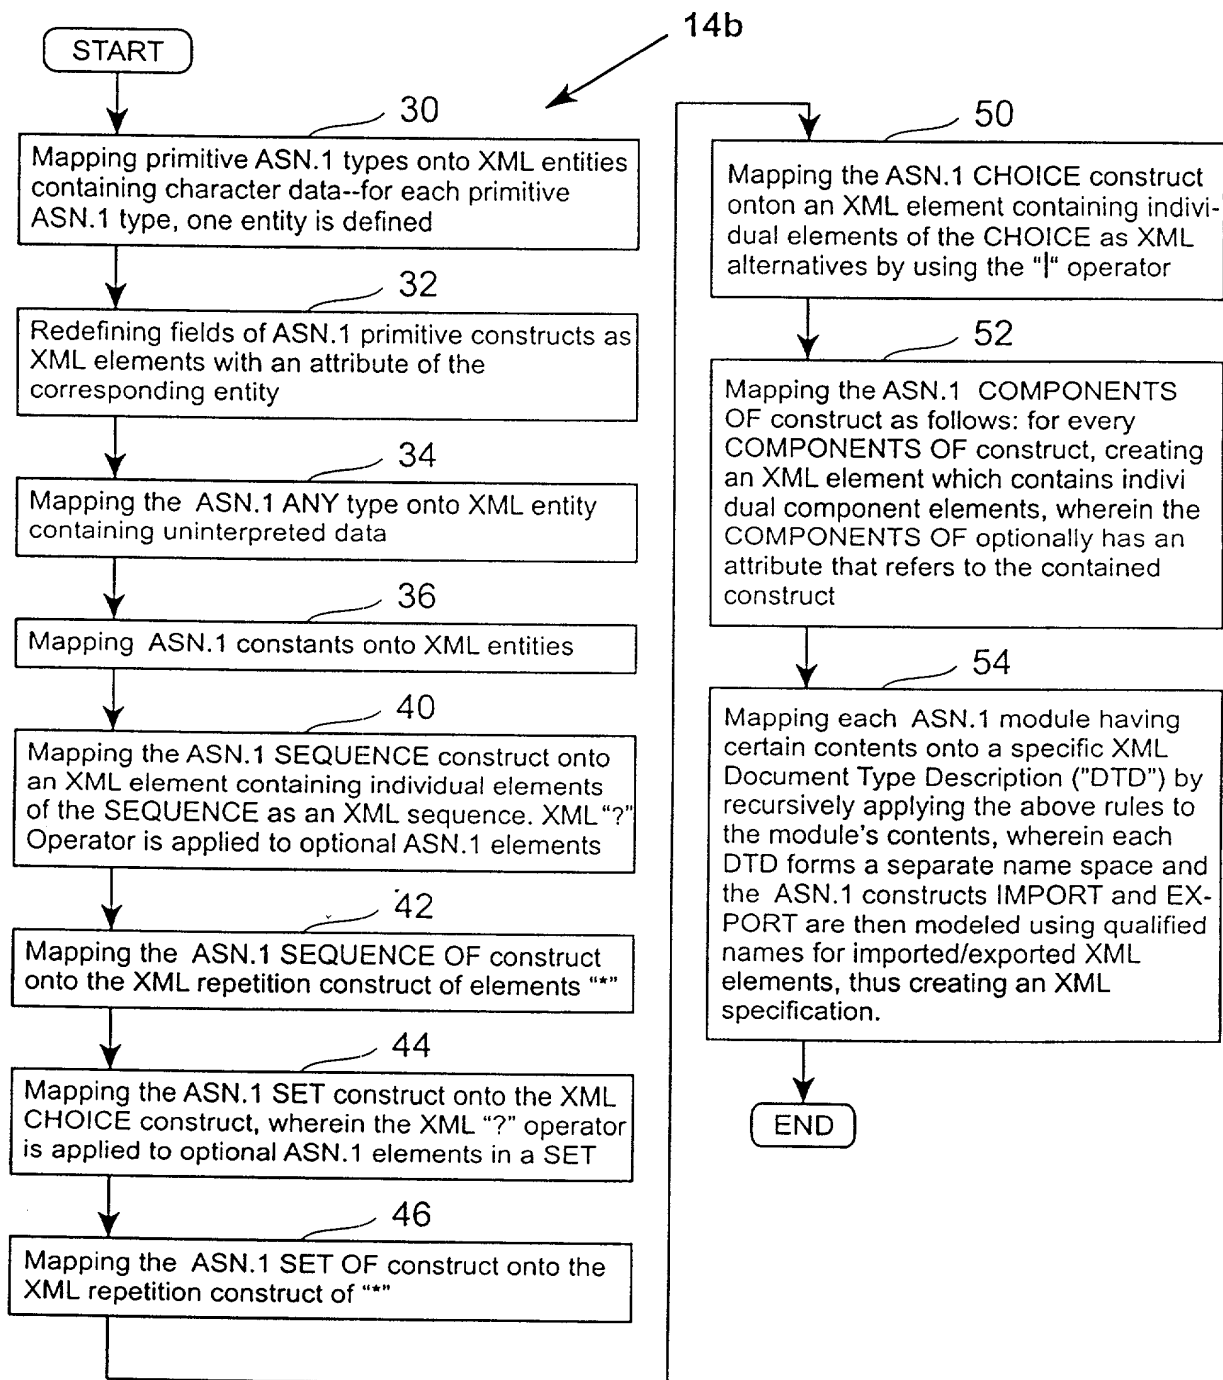 14b
START
30
Mapping primitive ASN.1 types onto XML entities
containing character data--for each primitive
ASN.1 type, one entity is defined
32
Redefining fields of ASN.1 primitive constructs as
XML elements with an attribute of the
corresponding entity
34
Mapping the ASN.1 ANY type onto XML entity
containing uninterpreted data
36
Mapping ASN.1 constants onto XML entities
40
Mapping the ASN.1 SEQUENCE construct onto
an XML element containing individual elements
of the SEQUENCE as an XML sequence. XML “?”
Operator is applied to optional ASN.1 elements
42
Mapping the ASN.1 SEQUENCE OF construct
onto the XML repetition construct of elements “*”
44
Mapping the ASN.1 SET construct onto the XML
CHOICE construct, wherein the XML “?” operator
is applied to optional ASN.1 elements in a SET
46
Mapping the ASN.1 SET OF construct onto the
XML repetition construct of “*”
50
Mapping the ASN.1 CHOICE construct
onton an XML element containing indivi-
dual elements of the CHOICE as XML
alternatives by using the "|“ operator
52
Mapping the ASN.1 COMPONENTS
OF construct as follows: for every
COMPONENTS OF construct, creating
an XML element which contains indivi
dual component elements, wherein the
COMPONENTS OF optionally has an
attribute that refers to the contained
construct
54
Mapping each ASN.1 module having
certain contents onto a specific XML
Document Type Description ("DTD") by
recursively applying the above rules to
the module's contents, wherein each
DTD forms a separate name space and
the ASN.1 constructs IMPORT and EX-
PORT are then modeled using qualified
names for imported/exported XML
elements, thus creating an XML
specification.
END